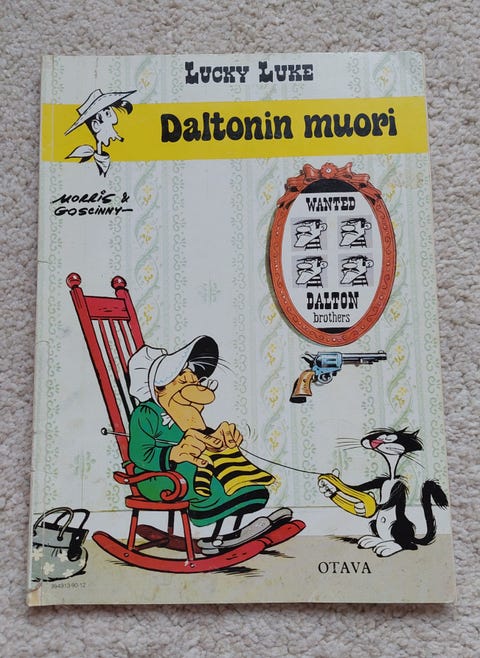 LUCKY LUKE
Daltonin muori
MORRIS &
GOSCINNY
WANTED
DALTON
brothers
OTAVA